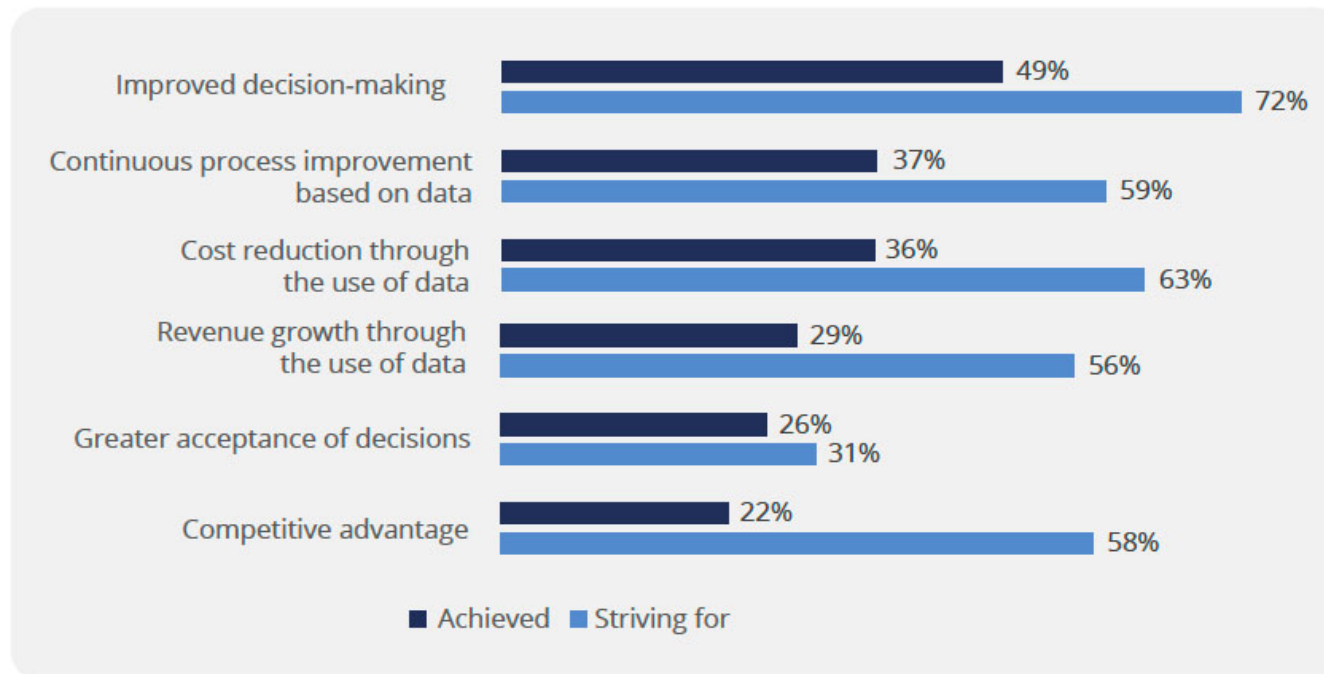 Improved decision-making
49%
72%
Continuous process improvement
based on data
37%
59%
Cost reduction through
the use of data
36%
63%
Revenue growth through
the use of data
29%
56%
Greater acceptance of decisions
26%
31%
Competitive advantage
22%
58%
Achieved Striving for